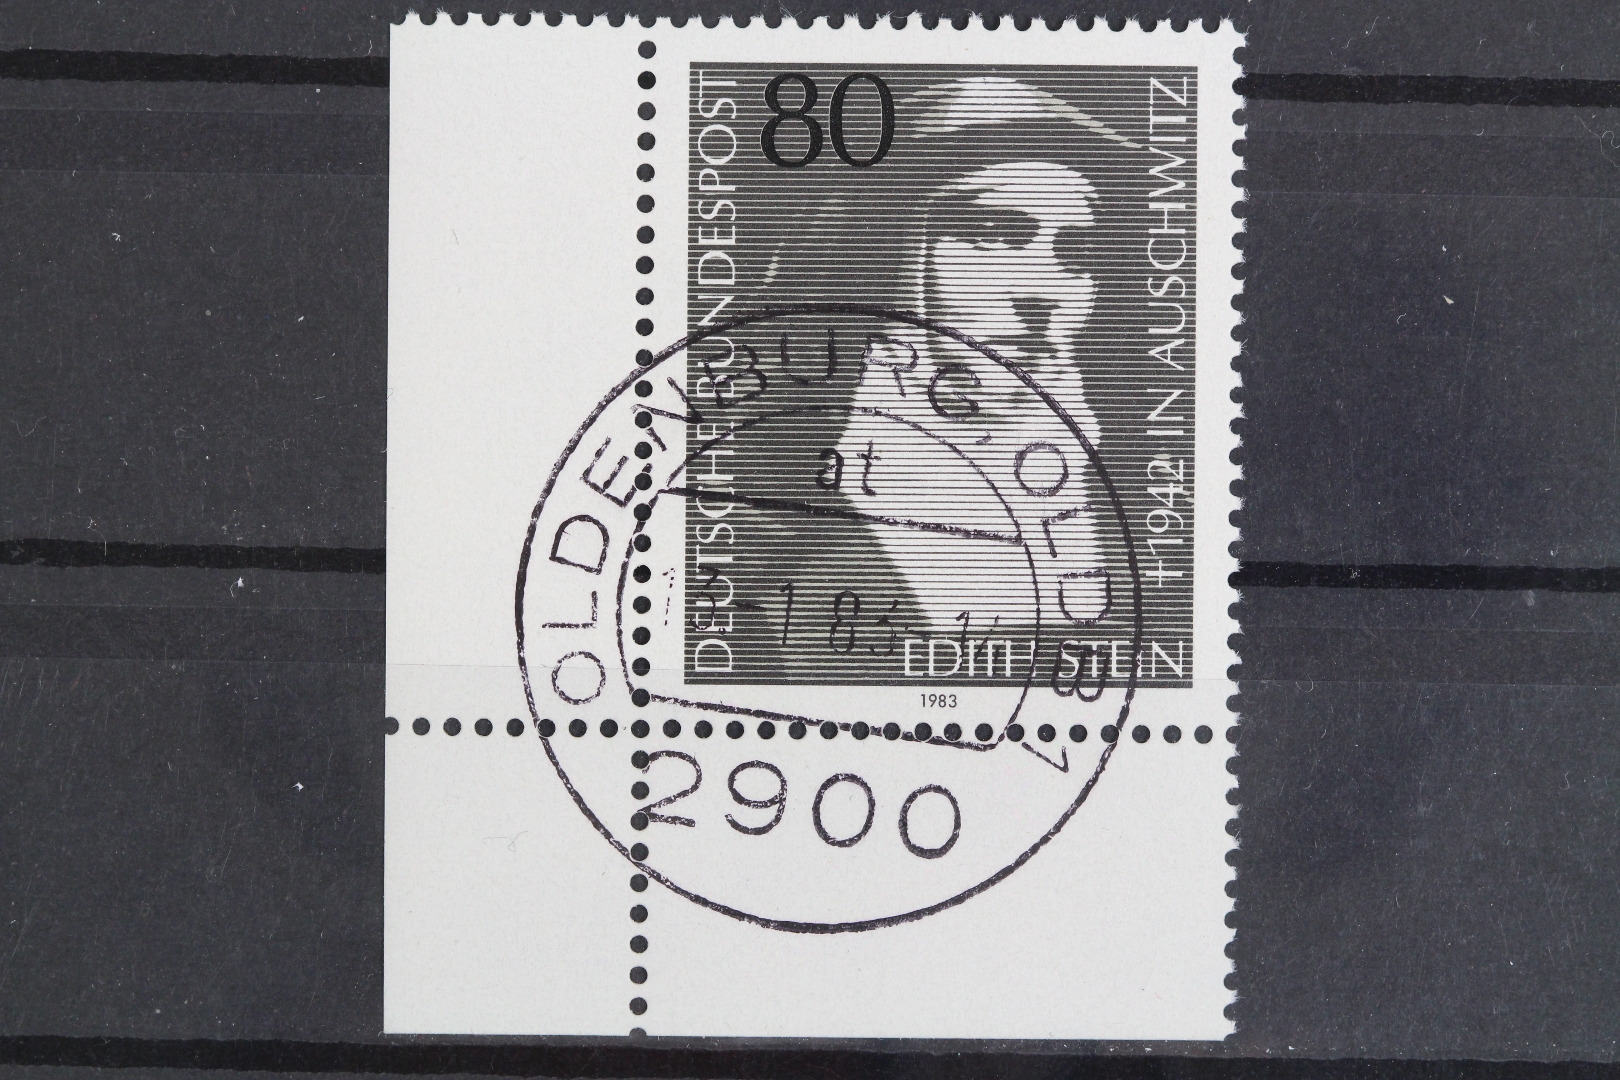 80
DEUTSCHE BUNDESPOST
†1942 IN AUSCHWITZ
EDITH STEIN
1983
OLDENBURG, OLDB
at
2900